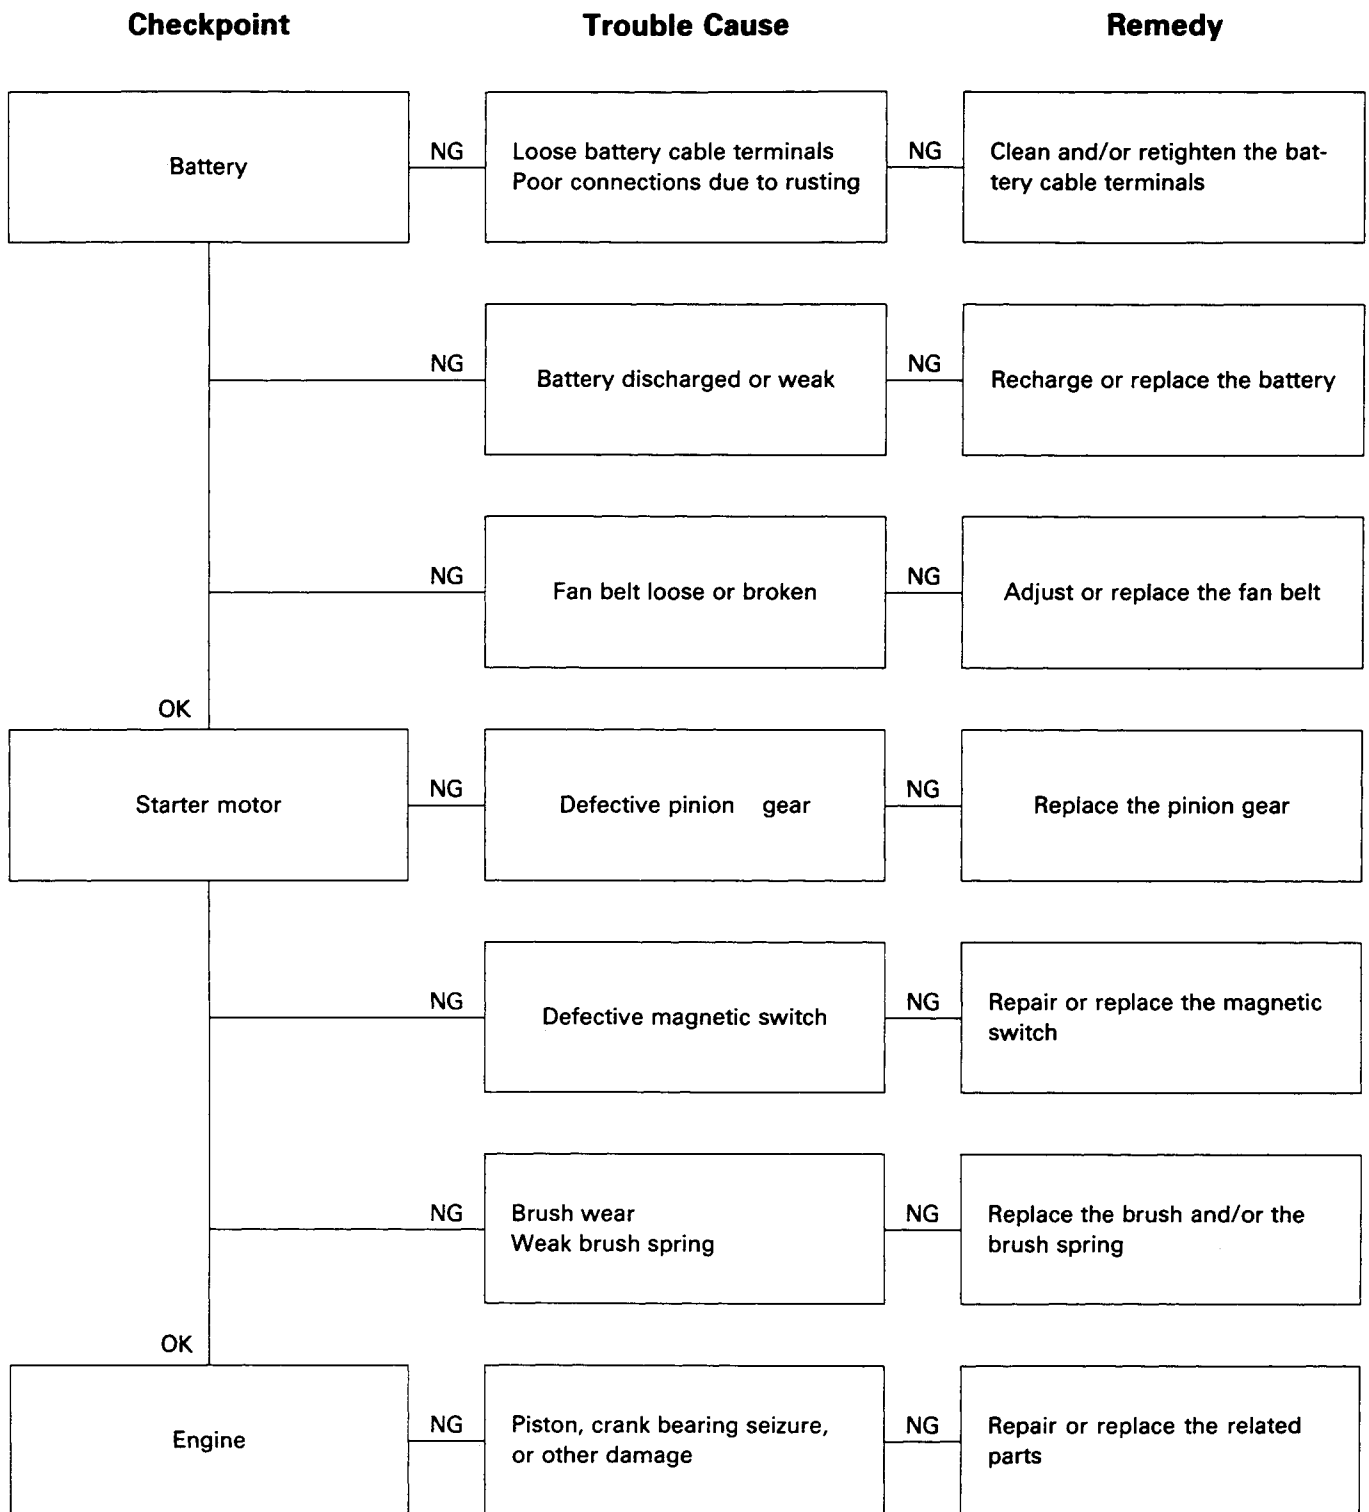 Checkpoint Trouble Cause Remedy
Battery
NG
Loose battery cable terminals
Poor connections due to rusting
NG
Clean and/or retighten the bat-
tery cable terminals
NG
Battery discharged or weak
NG
Recharge or replace the battery
NG
Fan belt loose or broken
NG
Adjust or replace the fan belt
OK
Starter motor
NG
Defective pinion gear
NG
Replace the pinion gear
NG
Defective magnetic switch
NG
Repair or replace the magnetic
switch
NG
Brush wear
Weak brush spring
NG
Replace the brush and/or the
brush spring
OK
Engine
NG
Piston, crank bearing seizure,
or other damage
NG
Repair or replace the related
parts